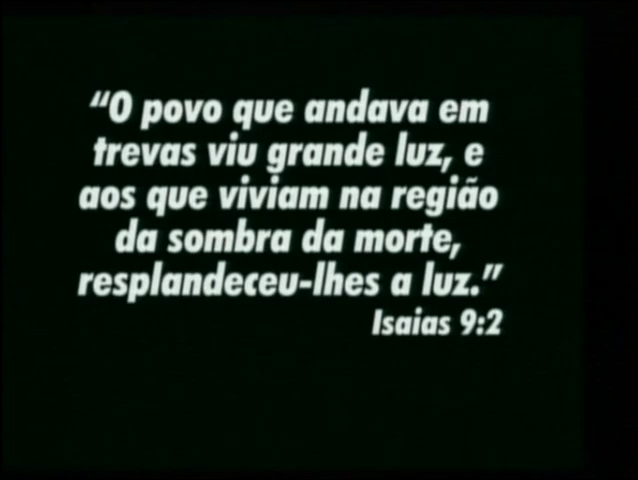 “O povo que andava em
trevas viu grande luz, e
aos que viviam na região
da sombra da morte,
resplandeceu-lhes a luz.”
Isaias 9:2